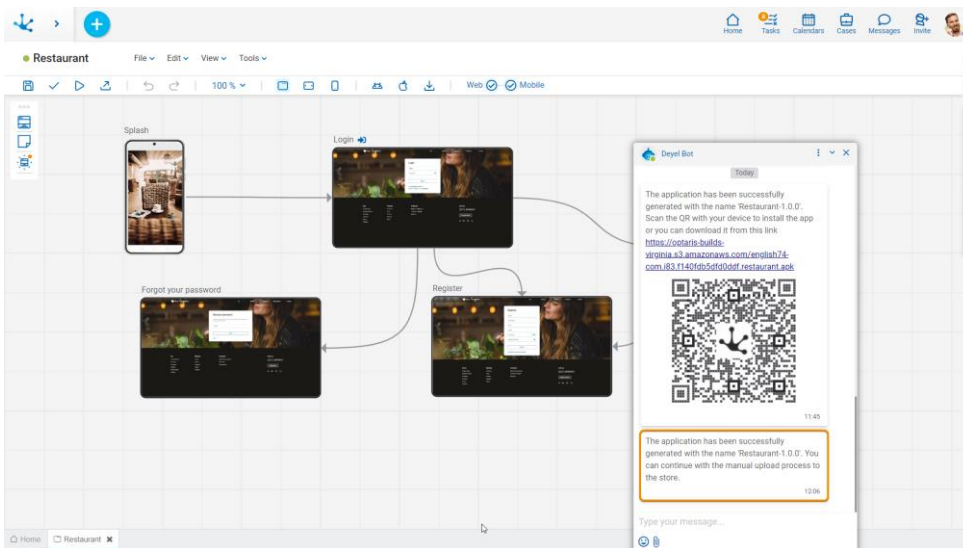 Home
6
Tasks
Calendars
Cases
Messages
Invite
Restaurant
File
Edit
View
Tools
100 %
Web
Mobile
Splash
Login
Forgot your password
Register
Deyel Bot
Today
The application has been successfully
generated with the name 'Restaurant-1.0.0'.
Scan the QR with your device to install the app
or you can download it from this link
https://optaris-builds-
virginia.s3.amazonaws.com/english74-
com.i83.f140fdb5dfd0ddf.restaurant.apk
11:45
The application has been successfully
generated with the name 'Restaurant-1.0.0'. You
can continue with the manual upload process to
the store.
12:06
Type your message...
Home
Restaurant